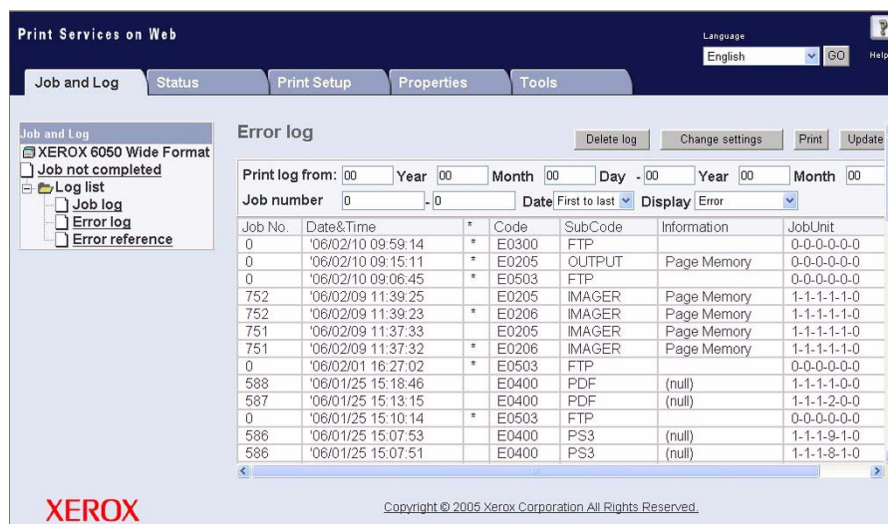 Print Services on Web
Language
English GO Help
Job and Log Status Print Setup Properties Tools
Job and Log
XEROX 6050 Wide Format
Job not completed
Log list
Job log
Error log
Error reference
Error log
Delete log Change settings Print Update
Print log from: 00 Year 00 Month 00 Day - 00 Year 00 Month 00
Job number 0 - 0 Date First to last Display Error
Job No. Date&Time * Code SubCode Information JobUnit
0 '06/02/10 09:59:14 * E0300 FTP 0-0-0-0-0-0
0 '06/02/10 09:15:11 * E0205 OUTPUT Page Memory 0-0-0-0-0-0
0 '06/02/10 09:06:45 * E0503 FTP 0-0-0-0-0-0
752 '06/02/09 11:39:25 E0205 IMAGER Page Memory 1-1-1-1-1-0
752 '06/02/09 11:39:23 * E0206 IMAGER Page Memory 1-1-1-1-1-0
751 '06/02/09 11:37:33 E0205 IMAGER Page Memory 1-1-1-1-1-0
751 '06/02/09 11:37:32 * E0206 IMAGER Page Memory 1-1-1-1-1-0
0 '06/02/01 16:27:02 * E0503 FTP 0-0-0-0-0-0
588 '06/01/25 15:18:46 E0400 PDF (null) 1-1-1-1-0-0
587 '06/01/25 15:13:15 E0400 PDF (null) 1-1-1-2-0-0
0 '06/01/25 15:10:14 * E0503 FTP 0-0-0-0-0-0
586 '06/01/25 15:07:53 E0400 PS3 (null) 1-1-1-9-1-0
586 '06/01/25 15:07:51 E0400 PS3 (null) 1-1-1-8-1-0
XEROX
Copyright © 2005 Xerox Corporation All Rights Reserved.